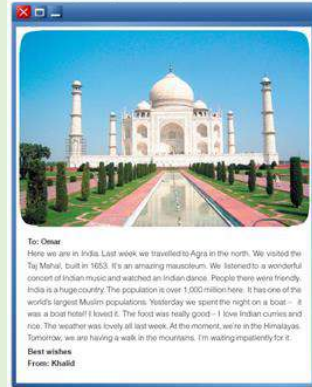 To: Omar
Here we are in India. Last week we travelled to Agra in the north. We visited the
Taj Mahal, built in 1653. It's an amazing mausoleum. We listened to a wonderful
concert of Indian music and watched an Indian dance. People there were friendly.
India is a huge country. The population is over 1,000 million here. It has one of the
world's largest Muslim populations. Yesterday we spent the night on a boat – it
was a boat hotel! I loved it. The food was really good – I love Indian curries and
rice. The weather was lovely all last week. At the moment, we're in the Himalayas.
Tomorrow, we are having a walk in the mountains. I'm waiting impatiently for it.
Best wishes
From: Khalid